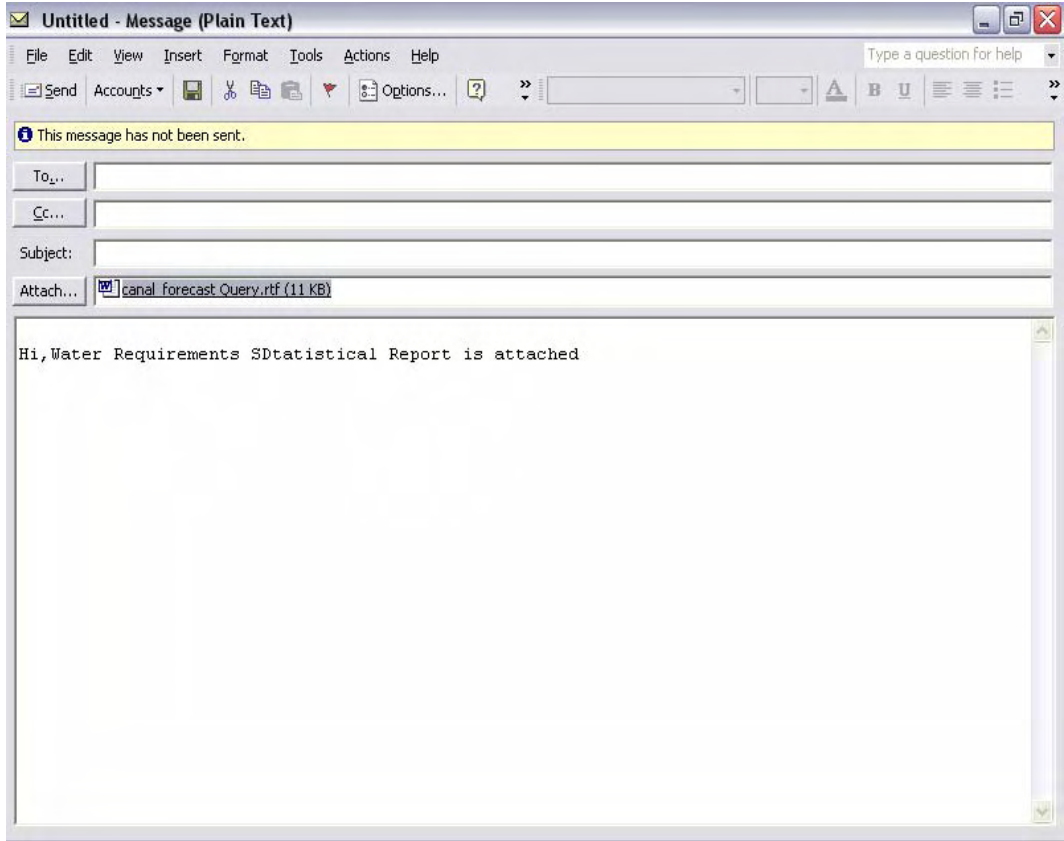 Untitled - Message (Plain Text)
File Edit View Insert Format Tools Actions Help Type a question for help
Send Accounts Options... A B U
This message has not been sent.
To...
Cc...
Subject:
Attach... canal forecast Query.rtf (11 KB)
Hi,Water Requirements SDtatistical Report is attached